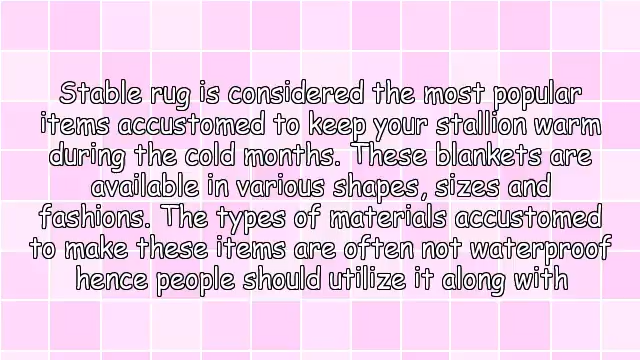 Stable rug is considered the most popular
items accustomed to keep your stallion warm
during the cold months. These blankets are
available in various shapes, sizes and
fashions. The types of materials accustomed
to make these items are often not waterproof
hence people should utilize it along with